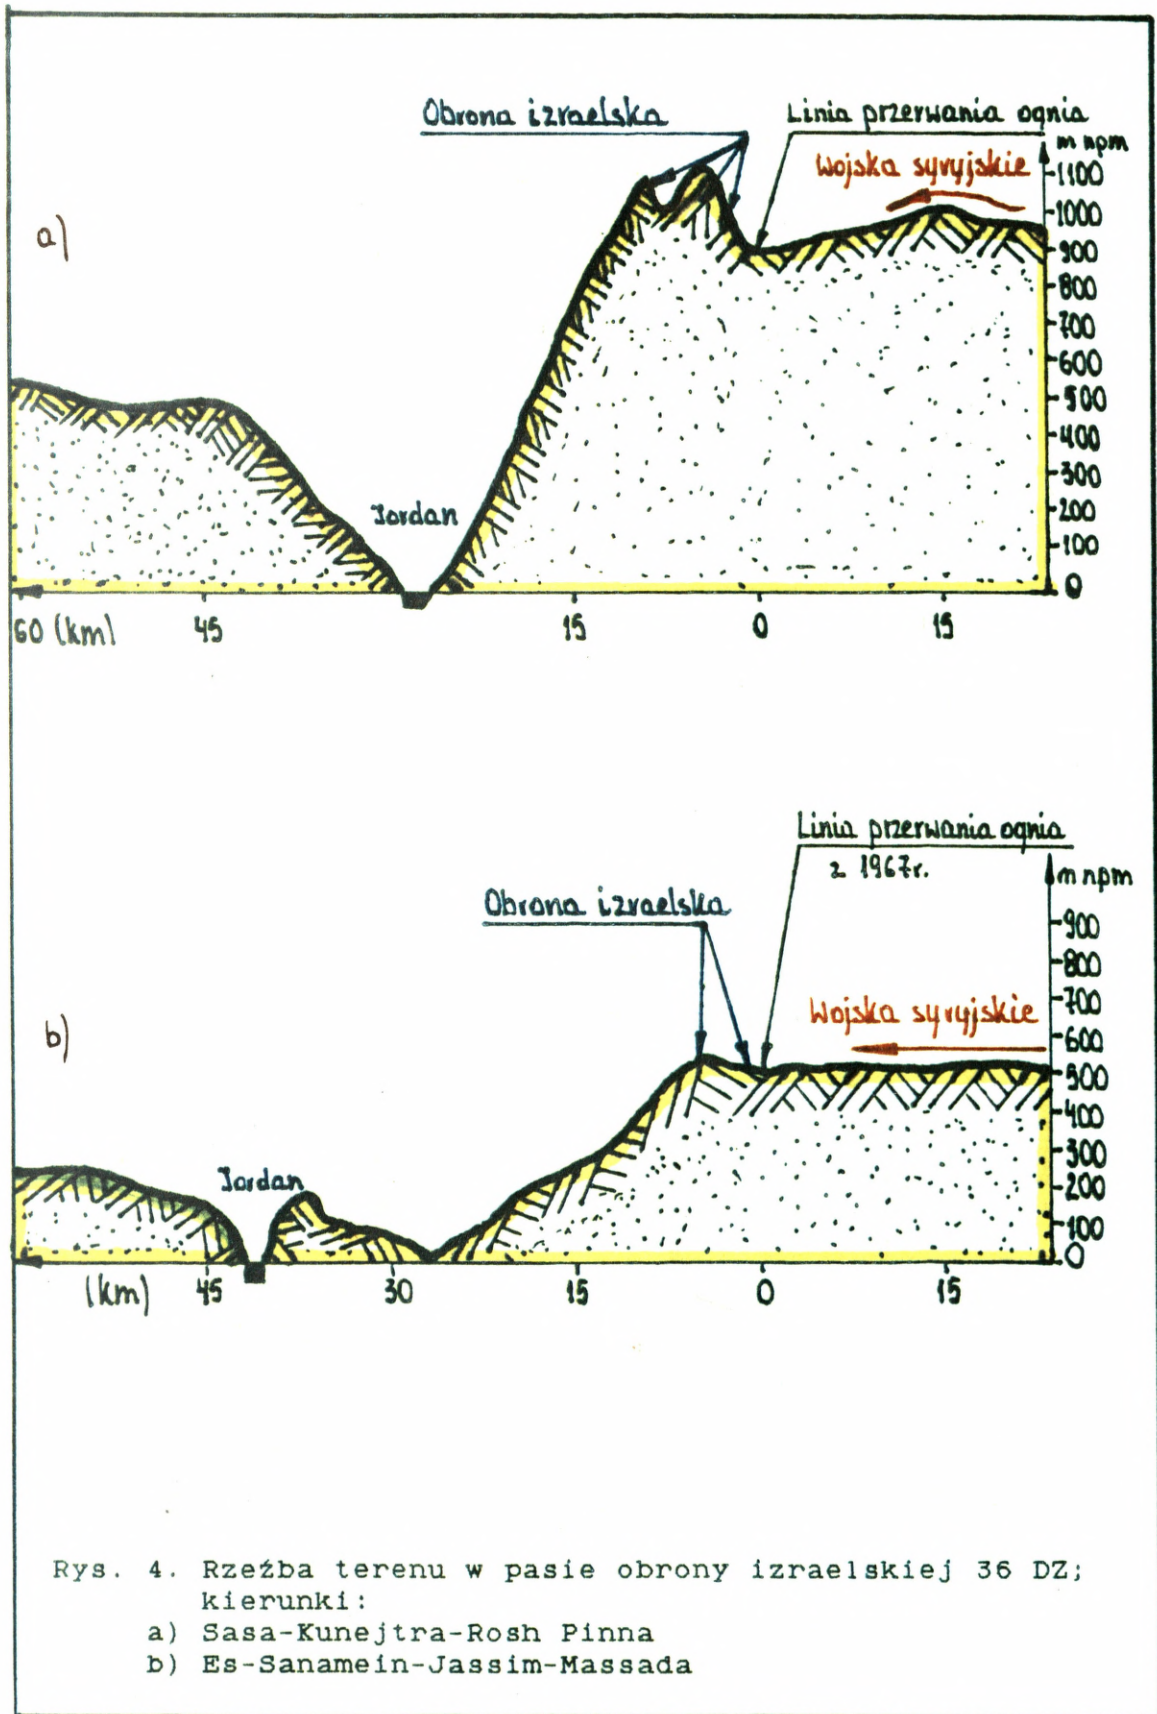 Obrona izraelska
Linia przerwania ognia
m npm
Wojska syryjskie
1100
1000
900
800
700
600
500
400
300
200
100
0
a)
Jordan
60 (km) 45 15 0 15
Linia przerwania ognia
z 1967r.
m npm
Obrona izraelska
900
800
700
Wojska syryjskie
600
500
400
300
200
100
0
b)
Jordan
(km) 45 30 15 0 15
Rys. 4. Rzeźba terenu w pasie obrony izraelskiej 36 DZ;
kierunki:
a) Sasa-Kunejtra-Rosh Pinna
b) Es-Sanamein-Jassim-Massada